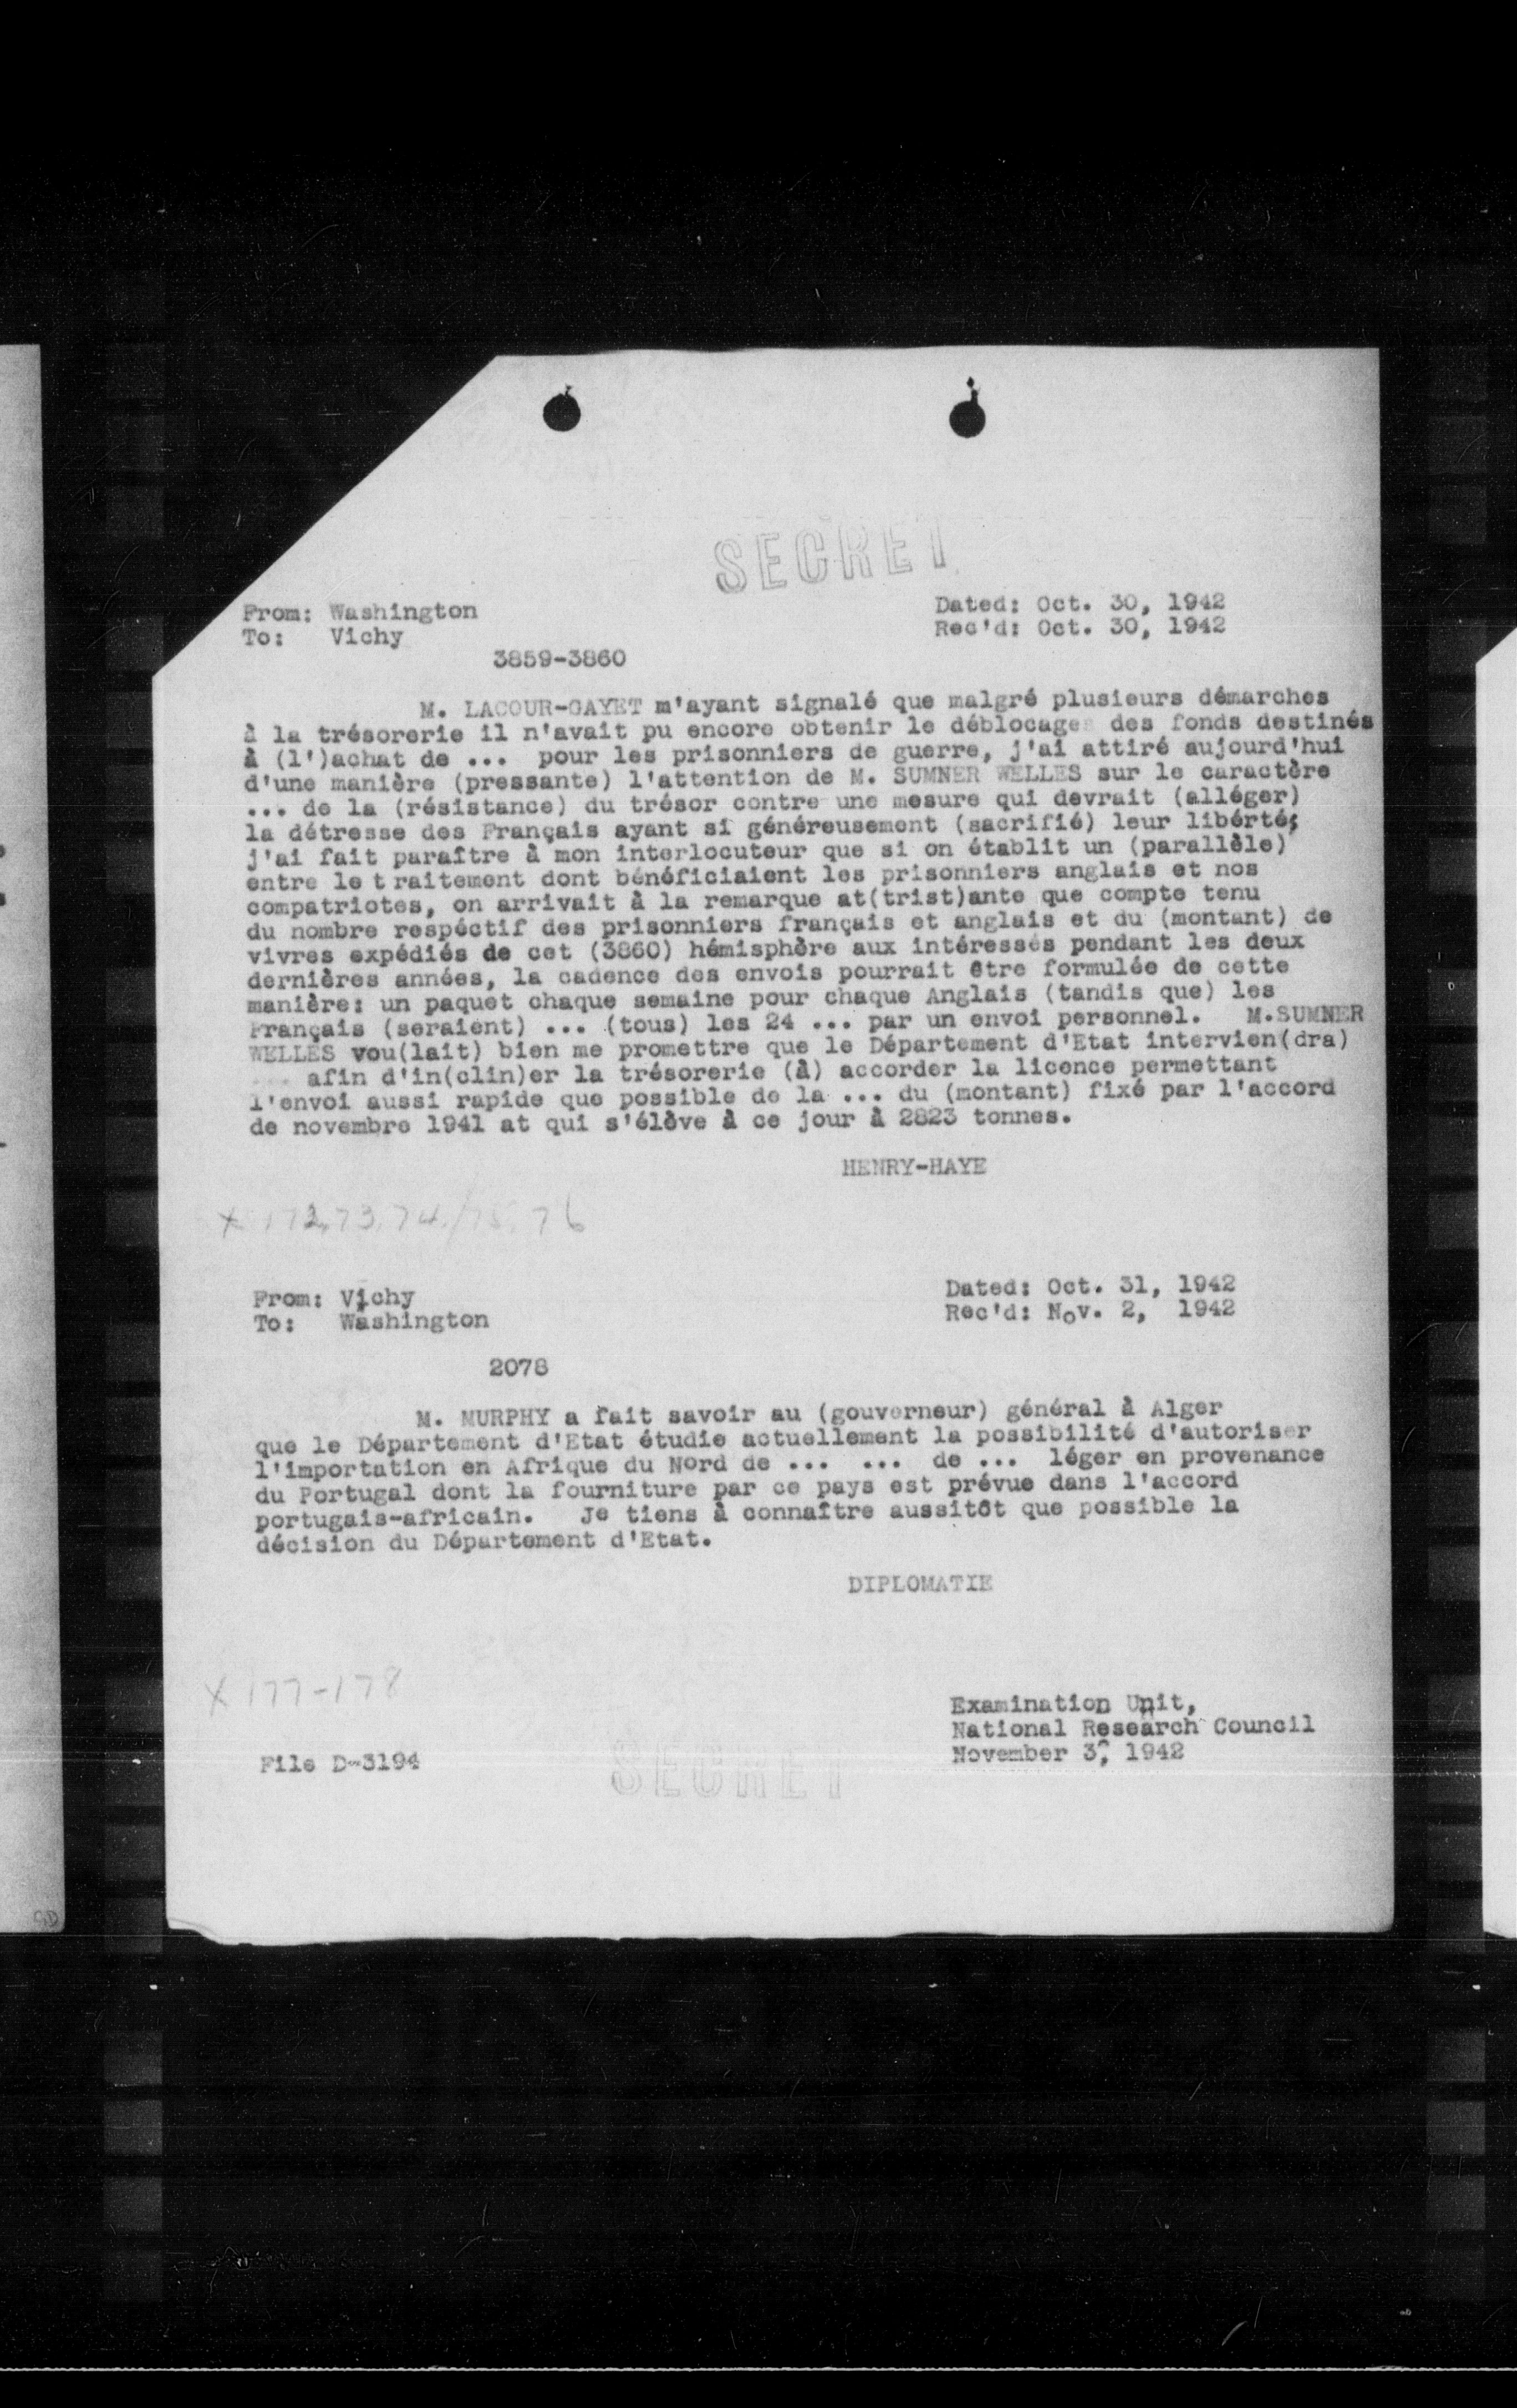 SECRET
From: Washington
To: Vichy
Dated: Oct. 30, 1942
Rec'd: Oct. 30, 1942
3859-3860
M. LACOUR-GAYET m'ayant signalé que malgré plusieurs démarches
à la trésorerie il n'avait pu encore obtenir le déblocages des fonds destinés
à (l')achat de ... pour les prisonniers de guerre, j'ai attiré aujourd'hui
d'une manière (pressante) l'attention de M. SUMNER WELLES sur le caractère
... de la (résistance) du trésor contre une mesure qui devrait (alléger)
la détresse des Français ayant si généreusement (sacrifié) leur libérté;
j'ai fait paraître à mon interlocuteur que si on établit un (parallèle)
entre le t raitement dont bénéficiaient les prisonniers anglais et nos
compatriotes, on arrivait à la remarque at(trist)ante que compte tenu
du nombre respéctif des prisonniers français et anglais et du (montant) de
vivres expédiés de cet (3860) hémisphère aux intéressés pendant les deux
dernières années, la cadence des envois pourrait être formulée de cette
manière: un paquet chaque semaine pour chaque Anglais (tandis que) les
Français (seraient) ... (tous) les 24 ... par un envoi personnel. M.SUMNER
WELLES vou(lait) bien me promettre que le Département d'Etat intervien(dra)
... afin d'in(clin)er la trésorerie (à) accorder la licence permettant
l'envoi aussi rapide que possible de la ... du (montant) fixé par l'accord
de novembre 1941 at qui s'élève à ce jour à 2823 tonnes.
HENRY-HAYE
X 172,73,74,/75,76
From: Vichy
To: Washington
Dated: Oct. 31, 1942
Rec'd: Nov. 2, 1942
2078
M. MURPHY a fait savoir au (gouverneur) général à Alger
que le Département d'Etat étudie actuellement la possibilité d'autoriser
l'importation en Afrique du Nord de ... ... de ... léger en provenance
du Portugal dont la fourniture par ce pays est prévue dans l'accord
portugais-africain. Je tiens à connaître aussitôt que possible la
décision du Département d'Etat.
DIPLOMATIE
X 177-178
Examination Unit,
National Research Council
November 3, 1942
File D-3194
SECRET